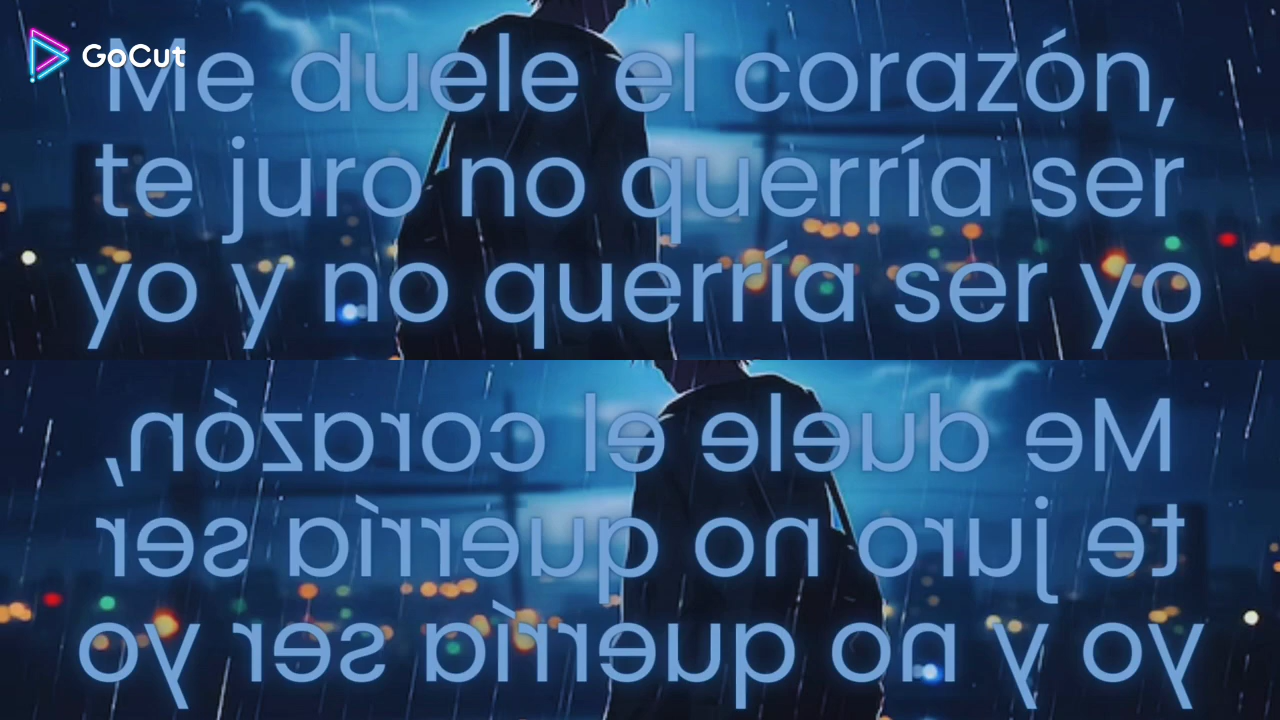 GoCut
Me duele el corazón,
te juro no querría ser
yo y no querría ser yo
Me duele el corazón,
te juro no querría ser
yo y no querría ser yo